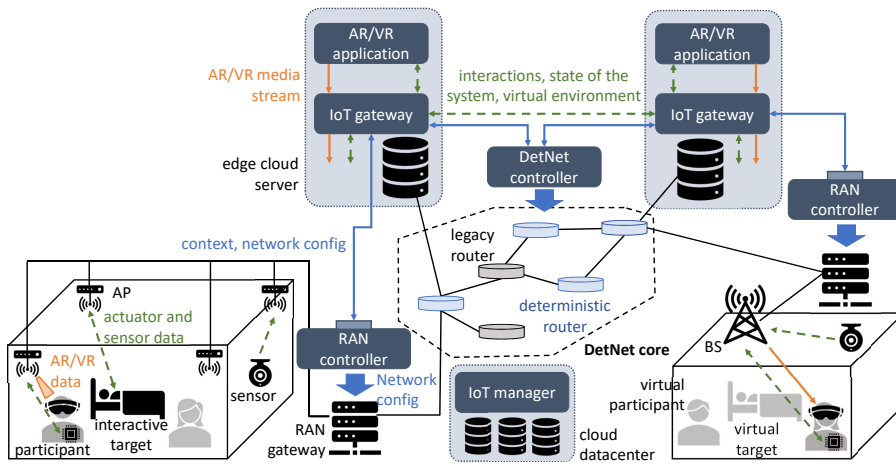 AR/VR
application
AR/VR
application
AR/VR media
stream
interactions, state of the
system, virtual environment
IoT gateway
IoT gateway
edge cloud
server
DetNet
controller
RAN
controller
context, network config
legacy
router
deterministic
router
AP
actuator and
sensor data
AR/VR
data
sensor
participant
interactive
target
RAN
controller
Network
config
RAN
gateway
DetNet core
IoT manager
cloud
datacenter
BS
virtual
participant
virtual
target